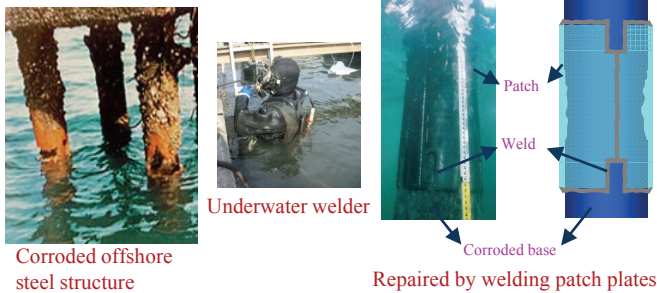 Patch
Weld
Underwater welder
Corroded base
Corroded offshore
steel structure
Repaired by welding patch plates